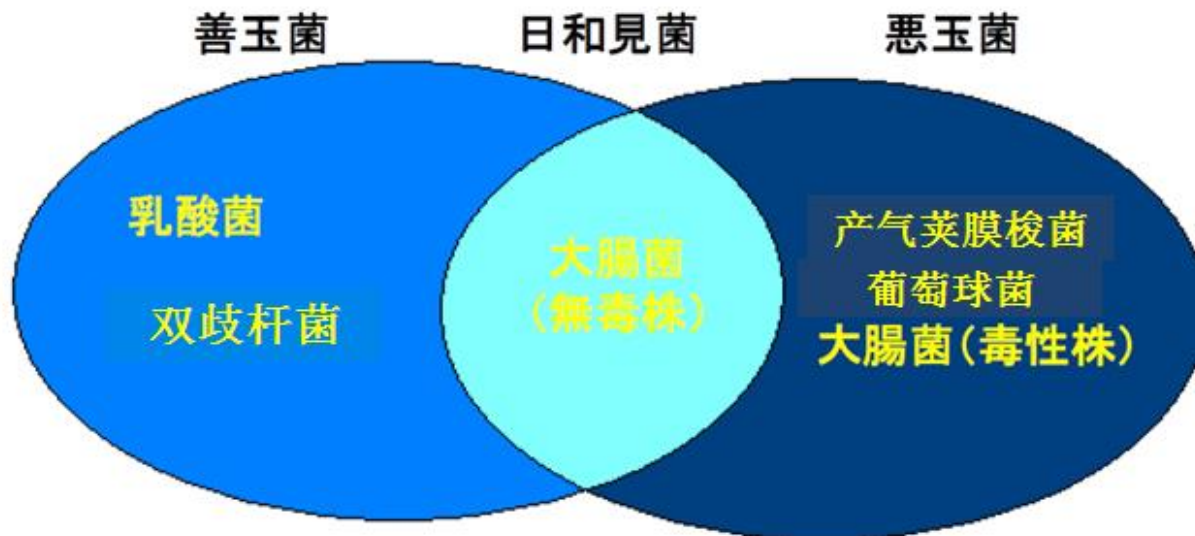 善玉菌
日和見菌
悪玉菌
乳酸菌
双歧杆菌
大腸菌
(無毒株)
产气荚膜梭菌
葡萄球菌
大腸菌(毒性株)